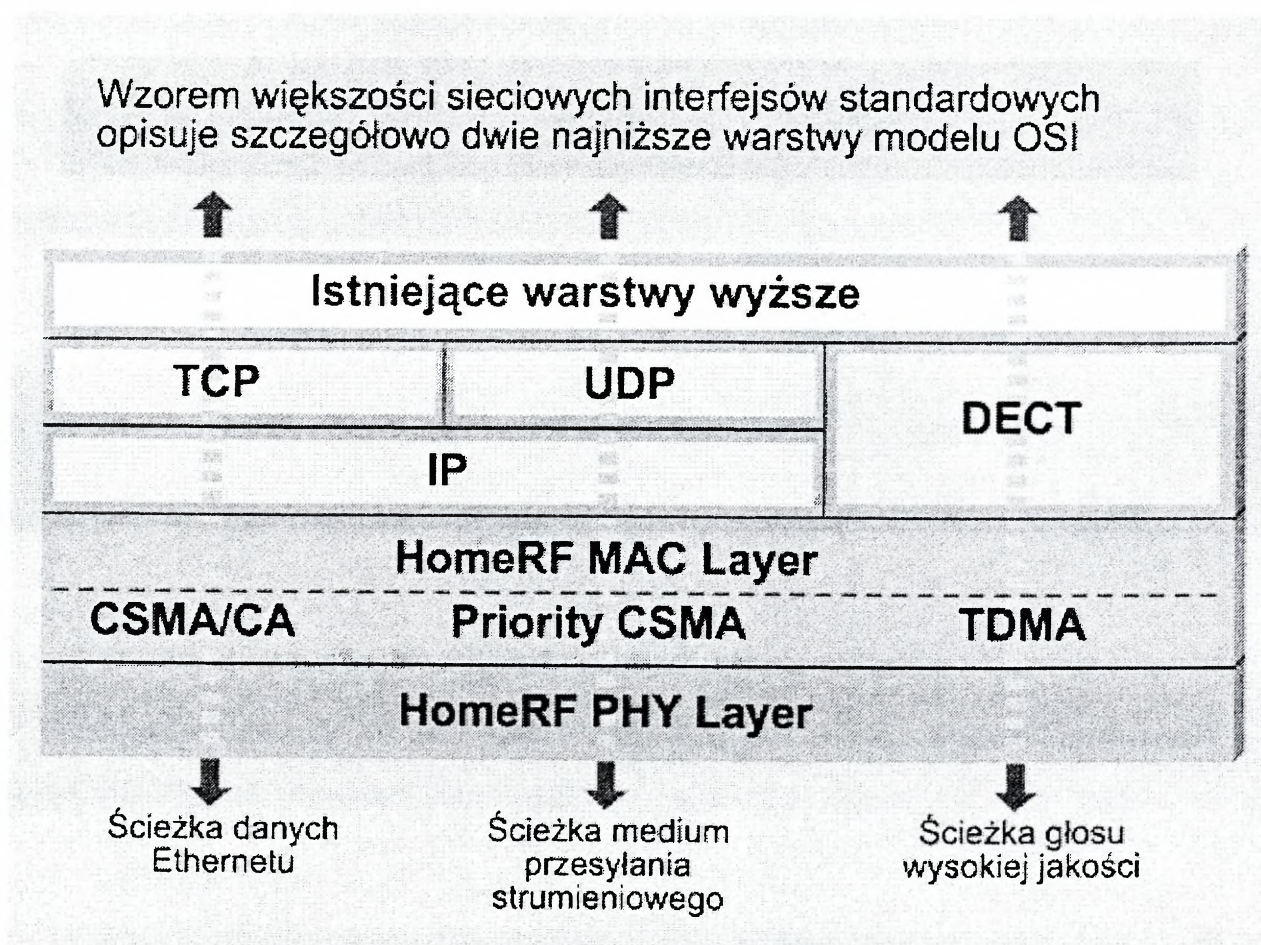 Wzorem większości sieciowych interfejsów standardowych
opisuje szczegółowo dwie najniższe warstwy modelu OSI
Istniejące warstwy wyższe
TCP
UDP
DECT
IP
HomeRF MAC Layer
CSMA/CA
Priority CSMA
TDMA
HomeRF PHY Layer
Ścieżka danych
Ethernetu
Ścieżka medium
przesyłania
strumieniowego
Ścieżka głosu
wysokiej jakości